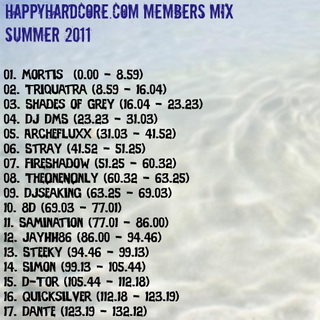 HAPPYHARDCORE.COM MEMBERS MIX
SUMMER 2011
01. MORTIS (0.00 - 8.59)
02. TRIQUATRA (8.59 - 16.04)
03. SHADES OF GREY (16.04 - 23.23)
04. DJ DMS (23.23 - 31.03)
05. ARCHEFLUXX (31.03 - 41.52)
06. STRAY (41.52 - 51.25)
07. FIRESHADOW (51.25 - 60.32)
08. THEONENONLY (60.32 - 63.25)
09. DJSEAKING (63.25 - 69.03)
10. 8D (69.03 - 77.01)
11. SAMINATION (77.01 - 86.00)
12. JAYHH86 (86.00 - 94.46)
13. STEEKY (94.46 - 99.13)
14. SIMON (99.13 - 105.44)
15. D-TOR (105.44 - 112.18)
16. QUICKSILVER (112.18 - 123.19)
17. DANTE (123.19 - 132.12)